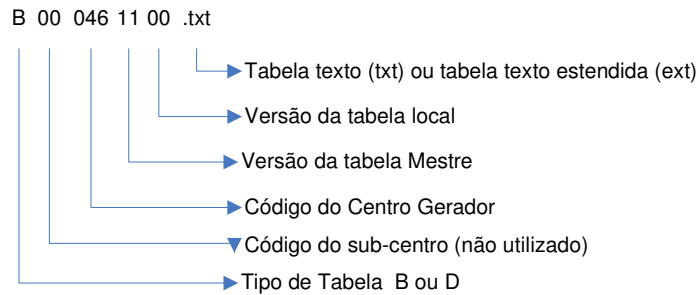 B 00 046 11 00 .txt
Tabela texto (txt) ou tabela texto estendida (ext)
Versão da tabela local
Versão da tabela Mestre
Código do Centro Gerador
Código do sub-centro (não utilizado)
Tipo de Tabela B ou D